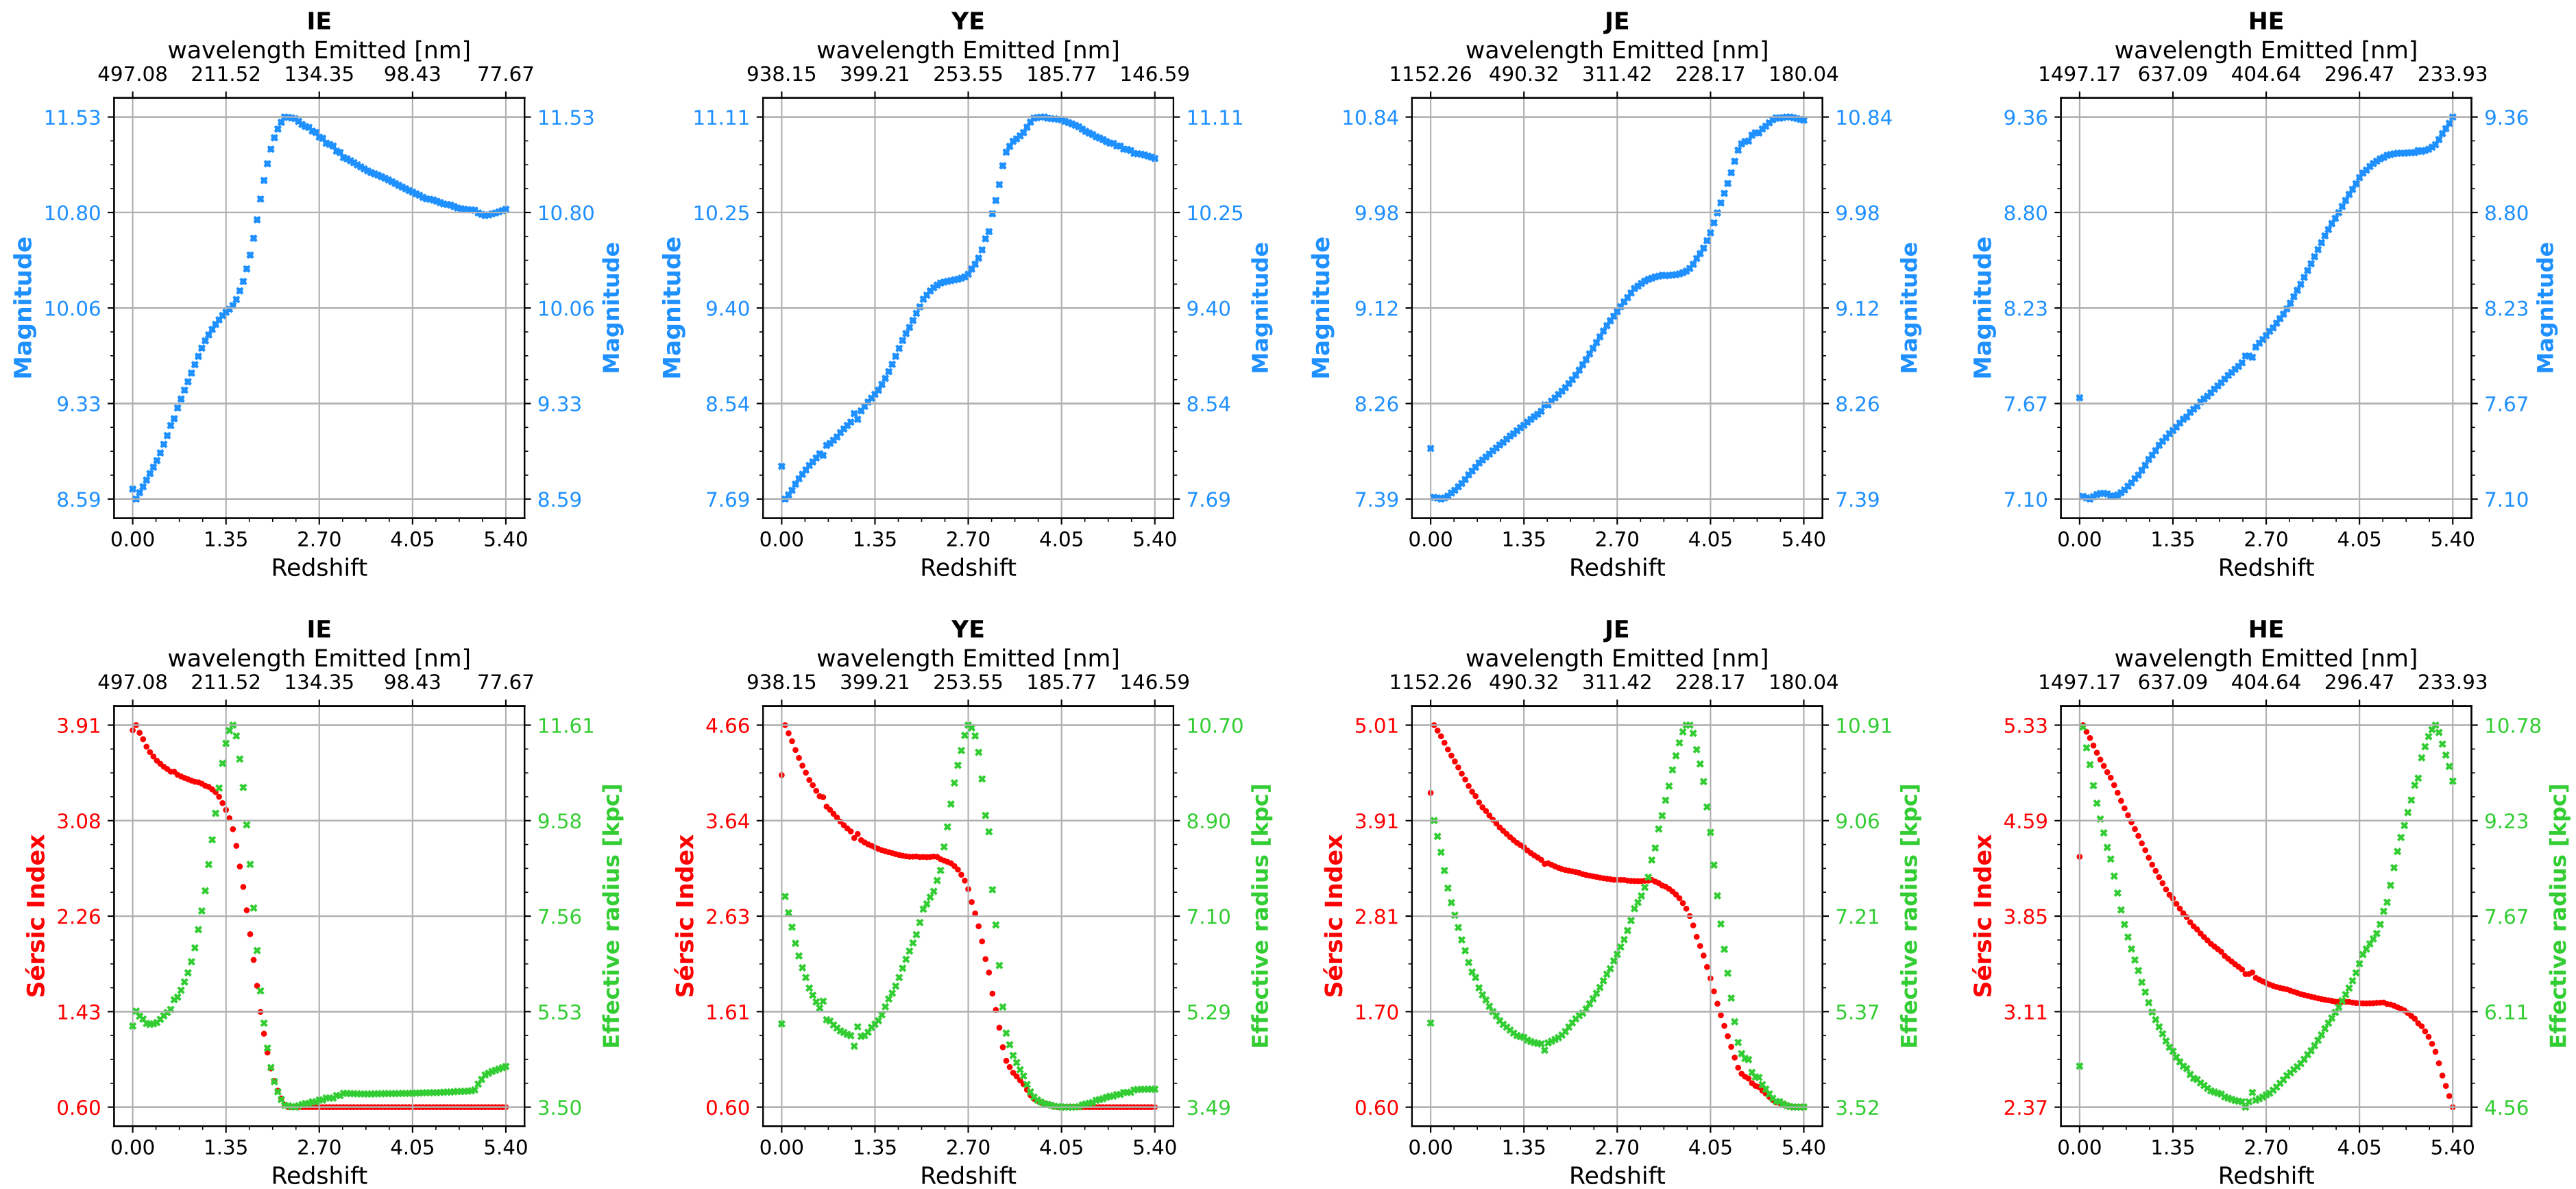 IE
wavelength Emitted [nm]
497.08 211.52 134.35 98.43 77.67
11.53 11.53
10.80 10.80
10.06 10.06
9.33 9.33
8.59 8.59
Magnitude Magnitude
0.00 1.35 2.70 4.05 5.40
Redshift
YE
wavelength Emitted [nm]
938.15 399.21 253.55 185.77 146.59
11.11 11.11
10.25 10.25
9.40 9.40
8.54 8.54
7.69 7.69
Magnitude Magnitude
0.00 1.35 2.70 4.05 5.40
Redshift
JE
wavelength Emitted [nm]
1152.26 490.32 311.42 228.17 180.04
10.84 10.84
9.98 9.98
9.12 9.12
8.26 8.26
7.39 7.39
Magnitude Magnitude
0.00 1.35 2.70 4.05 5.40
Redshift
HE
wavelength Emitted [nm]
1497.17 637.09 404.64 296.47 233.93
9.36 9.36
8.80 8.80
8.23 8.23
7.67 7.67
7.10 7.10
Magnitude Magnitude
0.00 1.35 2.70 4.05 5.40
Redshift
IE
wavelength Emitted [nm]
497.08 211.52 134.35 98.43 77.67
3.91 11.61
3.08 9.58
2.26 7.56
1.43 5.53
0.60 3.50
Sérsic Index Effective radius [kpc]
0.00 1.35 2.70 4.05 5.40
Redshift
YE
wavelength Emitted [nm]
938.15 399.21 253.55 185.77 146.59
4.66 10.70
3.64 8.90
2.63 7.10
1.61 5.29
0.60 3.49
Sérsic Index Effective radius [kpc]
0.00 1.35 2.70 4.05 5.40
Redshift
JE
wavelength Emitted [nm]
1152.26 490.32 311.42 228.17 180.04
5.01 10.91
3.91 9.06
2.81 7.21
1.70 5.37
0.60 3.52
Sérsic Index Effective radius [kpc]
0.00 1.35 2.70 4.05 5.40
Redshift
HE
wavelength Emitted [nm]
1497.17 637.09 404.64 296.47 233.93
5.33 10.78
4.59 9.23
3.85 7.67
3.11 6.11
2.37 4.56
Sérsic Index Effective radius [kpc]
0.00 1.35 2.70 4.05 5.40
Redshift